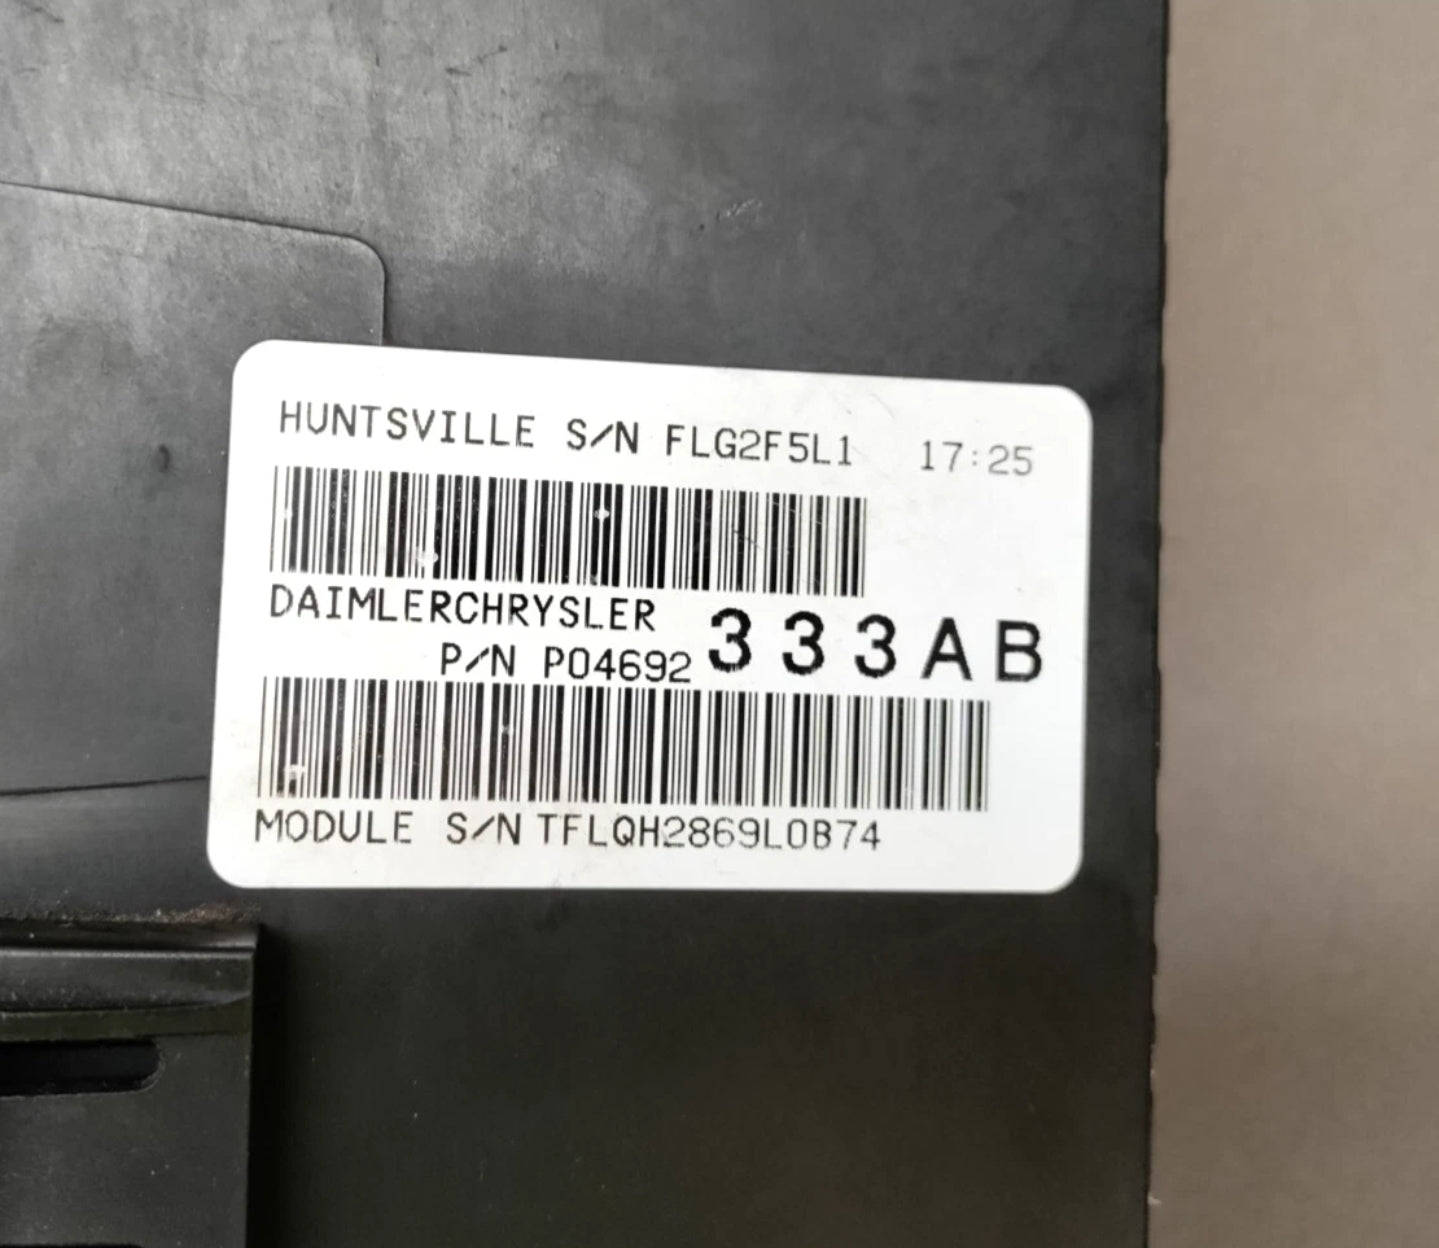 HUNTSVILLE S/N FLG2F5L1 17:25
DAIMLERCHRYSLER
P/N P04692 333AB
MODULE S/N TFLQH2869L0B74